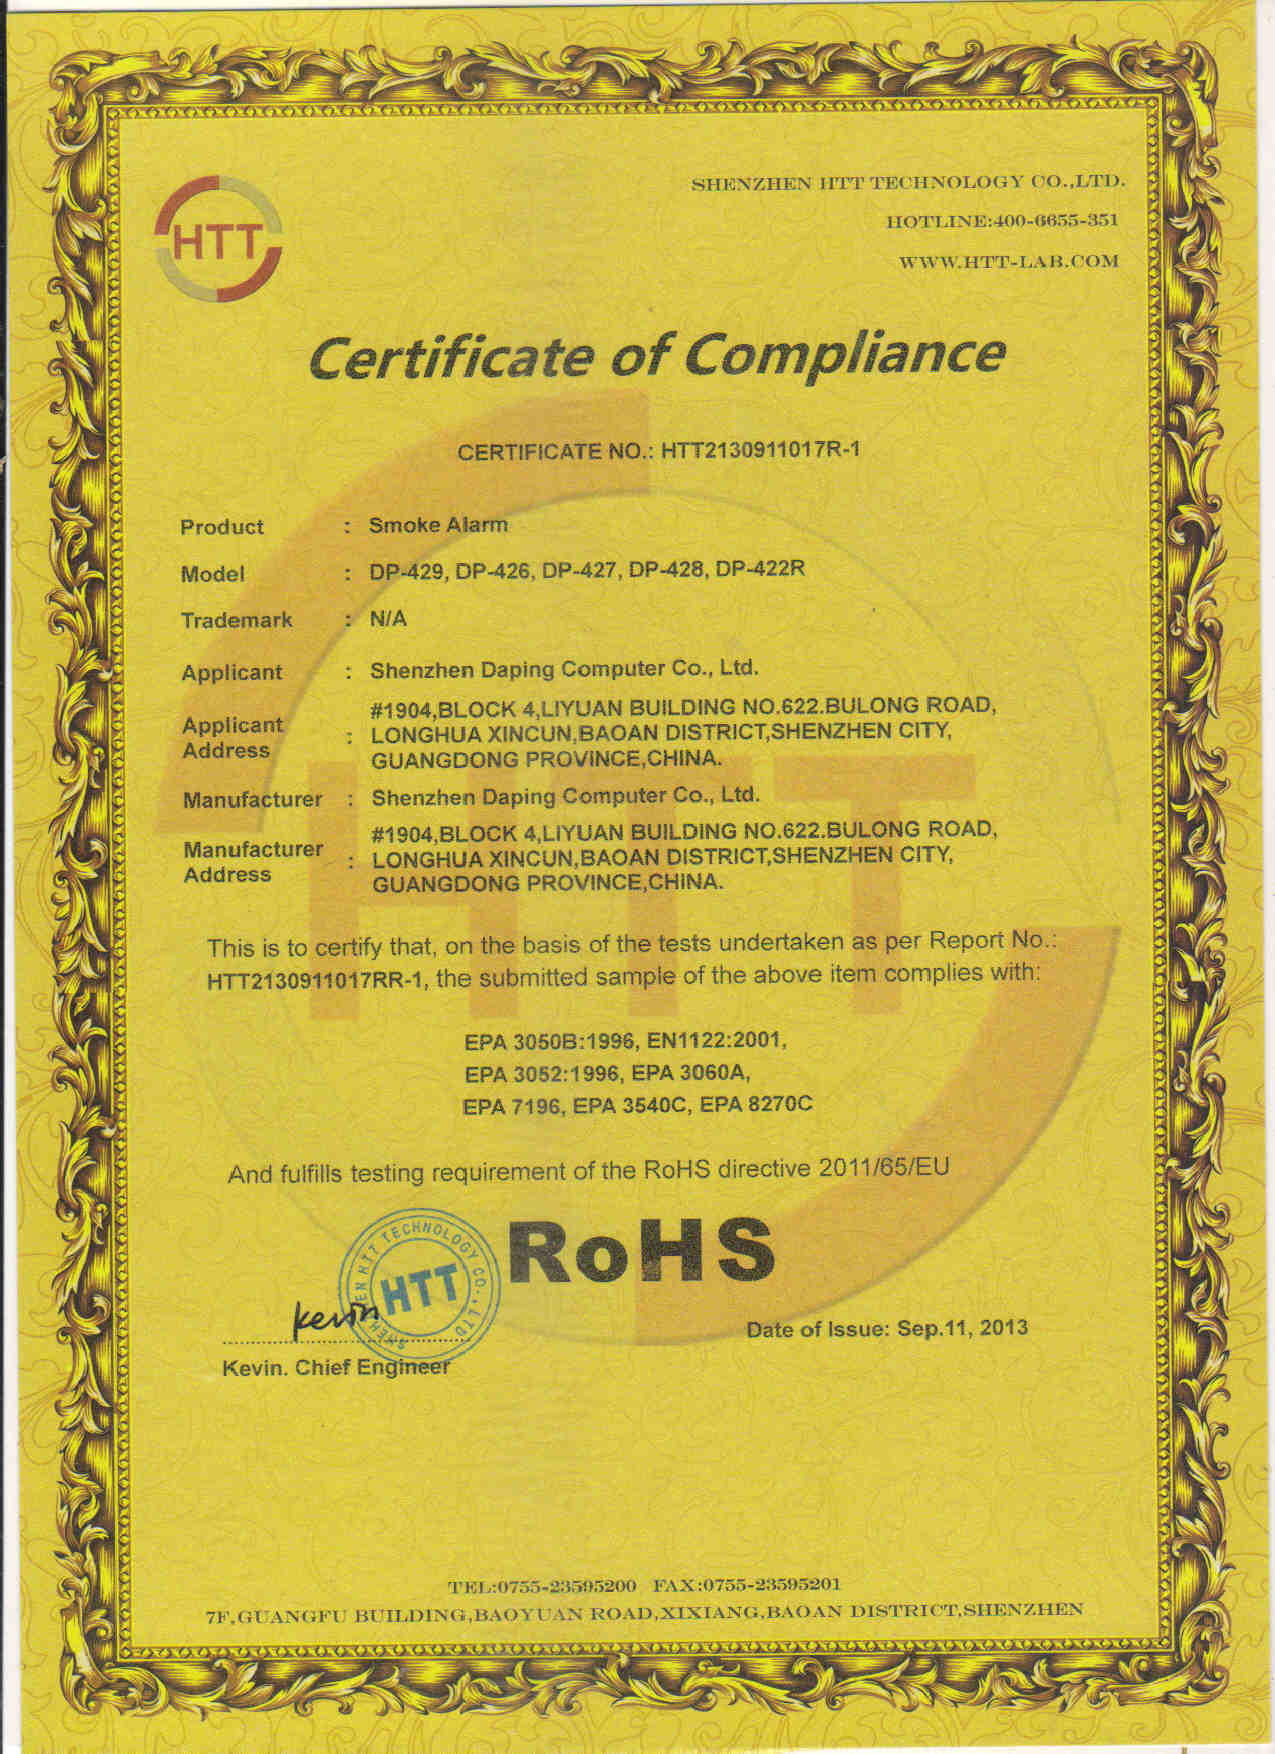 HTT
SHENZHEN HTT TECHNOLOGY CO.,LTD.
HOTLINE:400-6655-351
WWW.HTT-LAB.COM
Certificate of Compliance
CERTIFICATE NO.: HTT2130911017R-1
Product : Smoke Alarm
Model : DP-429, DP-426, DP-427, DP-428, DP-422R
Trademark : N/A
Applicant : Shenzhen Daping Computer Co., Ltd.
Applicant Address : #1904,BLOCK 4,LIYUAN BUILDING NO.622.BULONG ROAD,
LONGHUA XINCUN,BAOAN DISTRICT,SHENZHEN CITY,
GUANGDONG PROVINCE,CHINA.
Manufacturer : Shenzhen Daping Computer Co., Ltd.
Manufacturer Address : #1904,BLOCK 4,LIYUAN BUILDING NO.622.BULONG ROAD,
LONGHUA XINCUN,BAOAN DISTRICT,SHENZHEN CITY,
GUANGDONG PROVINCE,CHINA.
This is to certify that, on the basis of the tests undertaken as per Report No.:
HTT2130911017RR-1, the submitted sample of the above item complies with:
EPA 3050B:1996, EN1122:2001,
EPA 3052:1996, EPA 3060A,
EPA 7196, EPA 3540C, EPA 8270C
And fulfills testing requirement of the RoHS directive 2011/65/EU
RoHS
SHENZHEN HTT TECHNOLOGY CO., LTD
HTT
Kevin
Date of Issue: Sep.11, 2013
Kevin. Chief Engineer
TEL:0755-23595200 FAX:0755-23595201
7F,GUANGFU BUILDING,BAOYUAN ROAD,XIXIANG,BAOAN DISTRICT,SHENZHEN